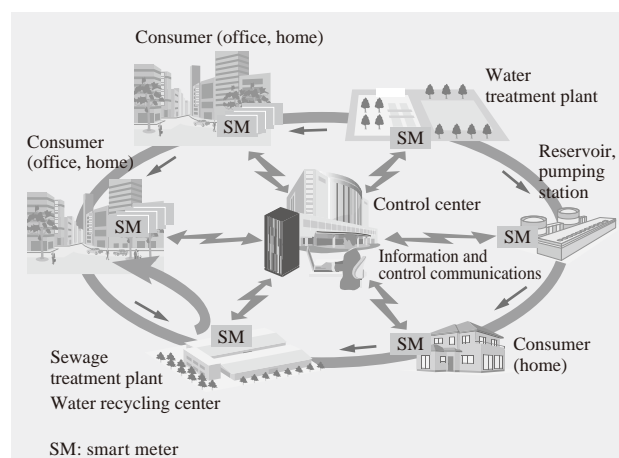 Consumer (office, home)
SM
Water
treatment plant
SM
Consumer
(office, home)
SM
Reservoir,
pumping
station
SM
Control center
Information and
control communications
SM
SM
Consumer
(home)
Sewage
treatment plant
Water recycling center
SM: smart meter